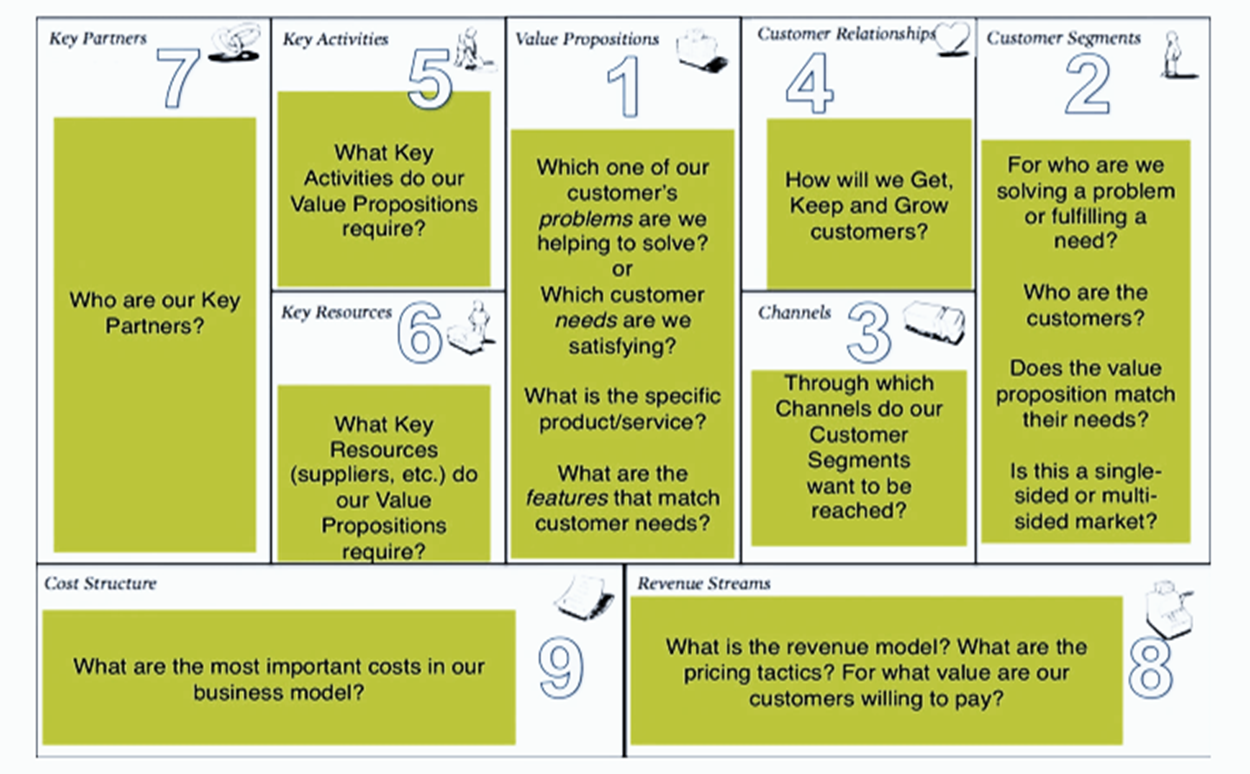 Key Partners
7
Who are our Key
Partners?
Key Activities
5
What Key
Activities do our
Value Propositions
require?
Key Resources
6
What Key
Resources
(suppliers, etc.) do
our Value
Propositions
require?
Value Propositions
1
Which one of our
customer's
problems are we
helping to solve?
or
Which customer
needs are we
satisfying?
What is the specific
product/service?
What are the
features that match
customer needs?
Customer Relationships
4
How will we Get,
Keep and Grow
customers?
Channels
3
Through which
Channels do our
Customer
Segments
want to be
reached?
Customer Segments
2
For who are we
solving a problem
or fulfilling a
need?
Who are the
customers?
Does the value
proposition match
their needs?
Is this a single-
sided or multi-
sided market?
Cost Structure
9
What are the most important costs in our
business model?
Revenue Streams
8
What is the revenue model? What are the
pricing tactics? For what value are our
customers willing to pay?